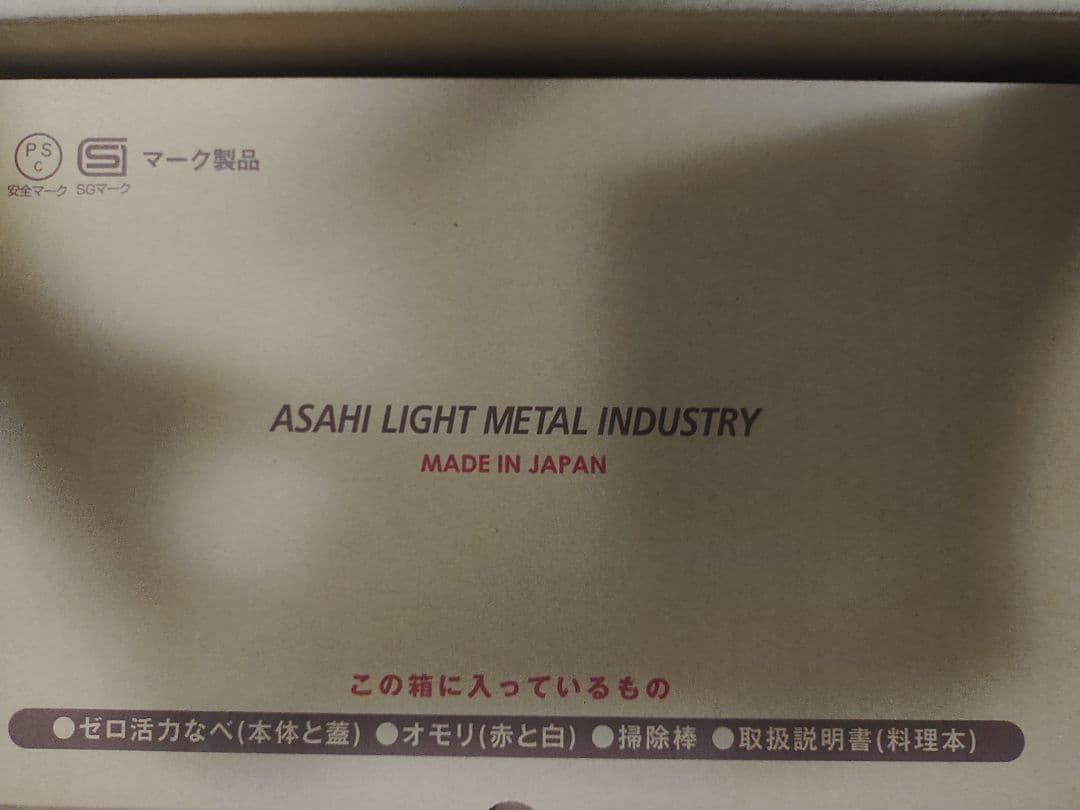 PS
C
安全マーク SGマーク マーク製品
ASAHI LIGHT METAL INDUSTRY
MADE IN JAPAN
この箱に入っているもの
●ゼロ活力なべ(本体と蓋) ●オモリ(赤と白) ●掃除棒 ●取扱説明書(料理本)